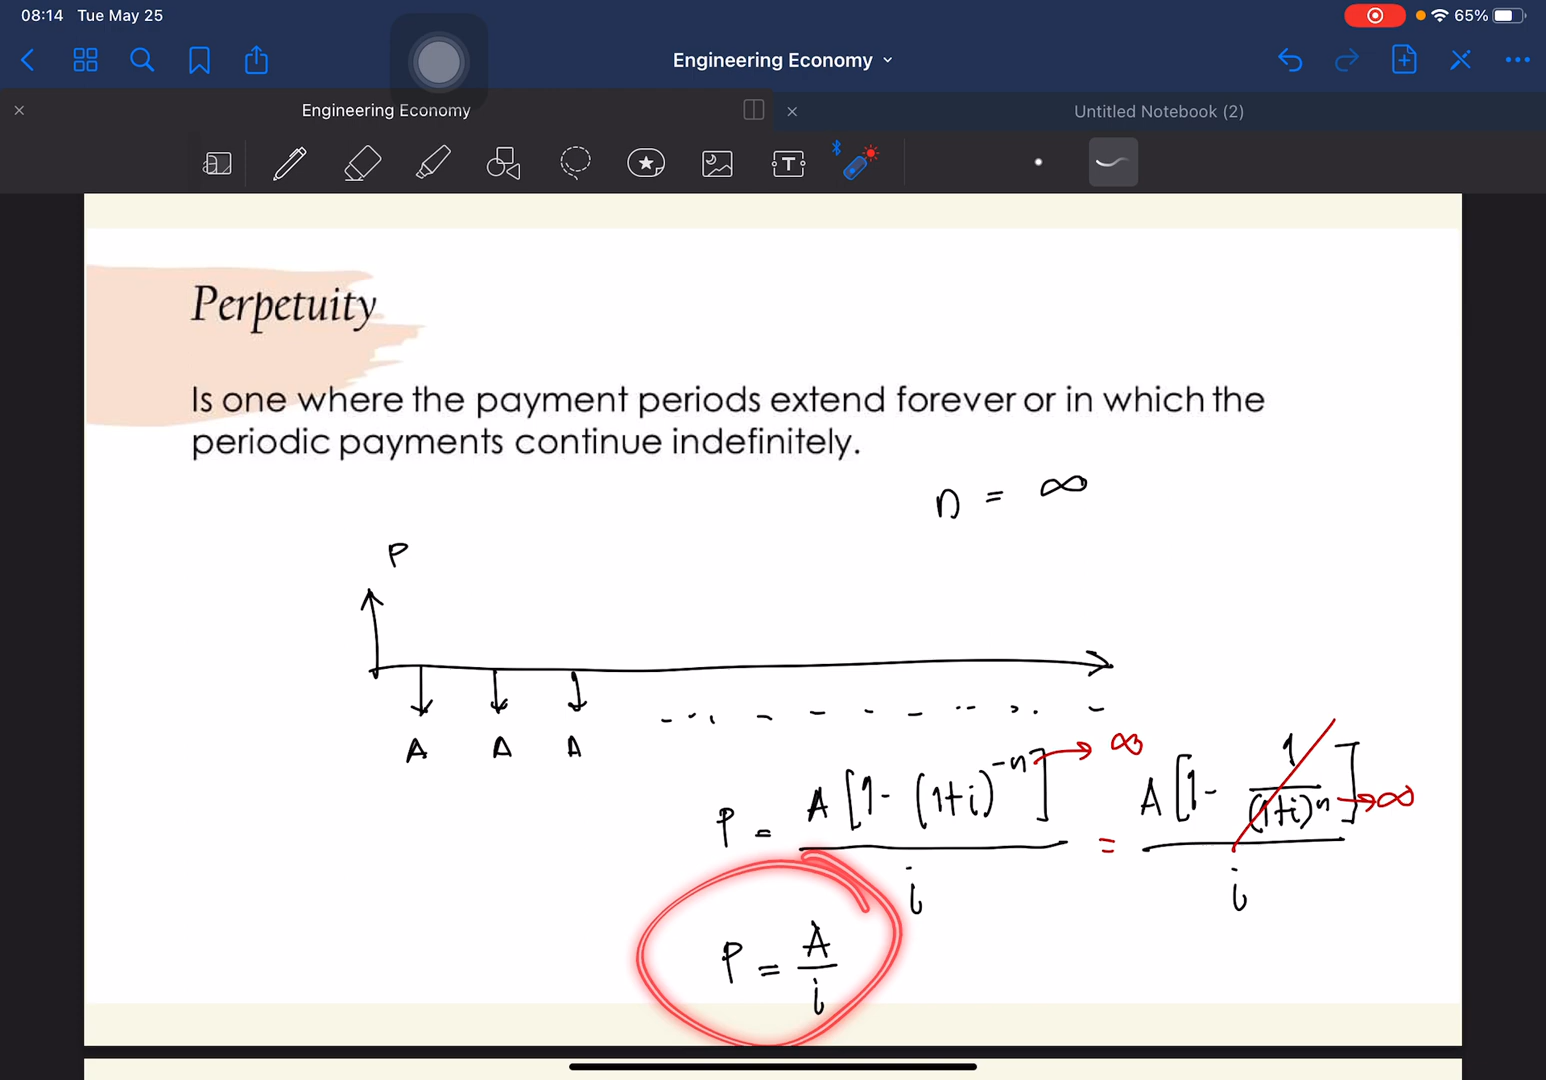 08:14 Tue May 25
65%
Engineering Economy
Engineering Economy
Untitled Notebook (2)
T
Perpetuity
Is one where the payment periods extend forever or in which the
periodic payments continue indefinitely.
n = ∞
P
A A A
P = A[1-(1+i)^-n]/i → ∞ = A[1- 1/(1+i)^n]/i → ∞
P = A/i